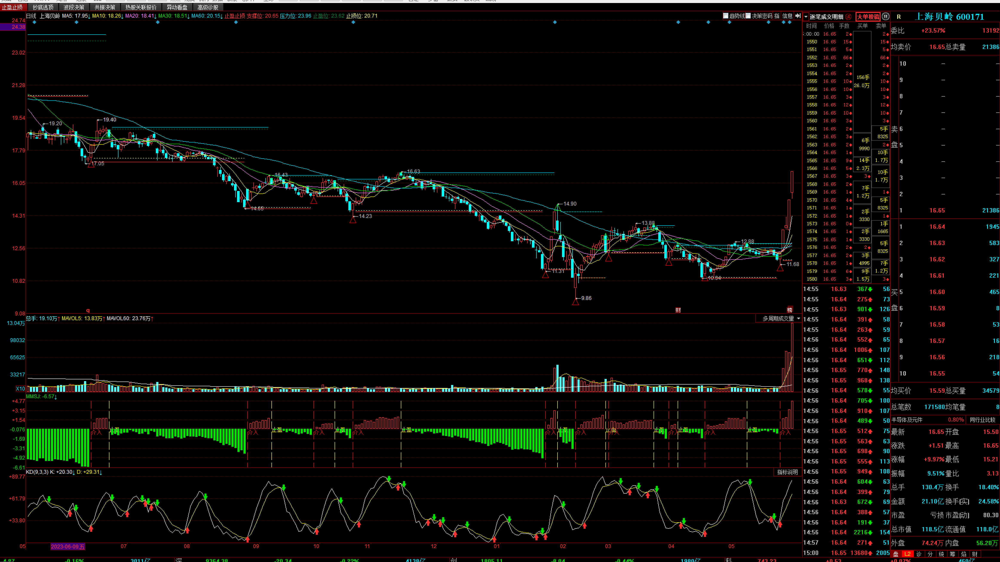 止盈止损 抄底逃顶 波段决策 共振决策 热股关联报价 异动看盘 高级诊股
日线 上海贝岭 MA5: 17.95↓ MA10: 18.26↓ MA20: 18.41↓ MA30: 18.51↓ MA60: 20.15↓ 止盈止损 支撑位: 20.65 压力位: 23.96 止盈位: 23.62 止损位: 20.71
趋势线 决策密码 指 信息
24.74
24.38
23.02
21.28
19.54
17.79
16.05
14.31
12.56
10.82
9.08
19.20
19.40
17.05
16.43
14.65
14.23
16.63
11.31
14.90
9.86
13.88
10.94
12.88
11.68
q
财
榜
总手: 19.10万↑ MAVOL5: 13.83万↑ MAVOL60: 23.76万↑
多周期成交量
13.04万
98032
65625
33217
X10
MMSJ: -6.57↓
+4.77
+3.15
+1.54
-0.076
-1.69
-3.31
-4.92
-6.61
介入 止盈 介入 止盈 介入 止盈 介入 止盈 介入 止盈 介入 止盈 介入 止盈 介入 止盈 介入 止盈 介入
KD(9,3,3) K: +20.30↓ D: +29.31↓
指标说明
+89.77
+61.79
+33.80
05 2023-06-09,五 07 08 09 10 11 12 01 02 03 04 05
逐笔成交明细 详 大单棱镜
时间 价格 手数 买单 卖单
:00:00 16.65 2 2
1550 16.65 15 15
1551 16.65 5 5
1552 16.65 66 66
1553 16.65 2 2
1554 16.65 2 2
1555 16.65 10 156手 10
1556 16.65 10 26.0万 10
1557 16.65 3 3
1558 16.65 12 12
1559 16.65 10 10
1560 16.65 3 3
1561 16.65 2 5手
1562 16.65 3 6手 8325
1563 16.65 2 9990 2
1564 16.65 1 10手
1565 16.65 9 14手 1.7万
1566 16.65 5 2.3万 10手
1567 16.65 3 3 1.7万
1568 16.65 2 7手
1569 16.65 1 1.2万 1
1570 16.65 4 5手
1571 16.65 1 2手 8325
1572 16.65 1 3330 1
1573 16.65 0 1手
1574 16.65 1 2手 1665
1575 16.65 1 3330 5手
1576 16.65 2 2 8325
1577 16.65 2 3手
1578 16.65 1 4995 7手
1579 16.65 6 9手 1.2万
1580 16.65 3 1.5万 3
14:55 16.63 367 56
14:55 16.64 275 73
14:55 16.63 901 126
14:55 16.64 391 58
14:55 16.64 263 59
14:56 16.64 552 65
14:56 16.64 1006 107
14:56 16.64 651 112
14:56 16.65 770 148
14:56 16.65 968 138
14:56 16.64 578 55
14:56 16.64 705 100
14:56 16.64 910 107
14:56 16.64 489 50
14:56 16.65 512 75
14:56 16.65 563 63
14:56 16.65 698 90
14:56 16.65 555 113
14:56 16.65 949 108
14:56 16.64 604 63
14:56 16.64 399 79
14:56 16.63 672 69
14:56 16.64 388 57
14:56 16.64 191 37
14:56 16.64 2216 154
14:57 16.64 271 51
15:00 16.65 13680 2005
R 上海贝岭 600171
委比 +23.57% 13192
均卖价 16.65 总卖量 21386
卖盘
10 — —
9 — —
8 — —
7 — —
6 — —
5 — —
4 — —
3 — —
2 — —
1 16.65 21386
买盘
1 16.64 1945
2 16.63 583
3 16.62 327
4 16.61 221
5 16.60 465
6 16.59 8
7 16.58 53
8 16.57 16
9 16.56 218
10 16.55 54
均买价 15.59 总买量 34579
总笔数 171580 均笔量 8
半导体及元件 0.80% 同行业比较
最新 16.65 开盘 15.50
涨跌 +1.51 最高 16.65
涨幅 +9.97% 最低 15.21
振幅 9.51% 量比 3.13
总手 130.4万 换手 18.40%
金额 21.10亿 换手(实) 24.58%
市盈 亏损 市盈(动) 80.30
总市值 118.5亿 流通值 118.0亿
外盘 74.24万 内盘 56.20万
盘 L2 诊 分 统 筹 焰 财
4.87 -0.16% 3011亿 深 9364.38 -20.34 -0.22% 4138亿 创 1805.11 -8.04 -0.44% 1980亿 科 743.23 +0.53 +0.07% 460亿